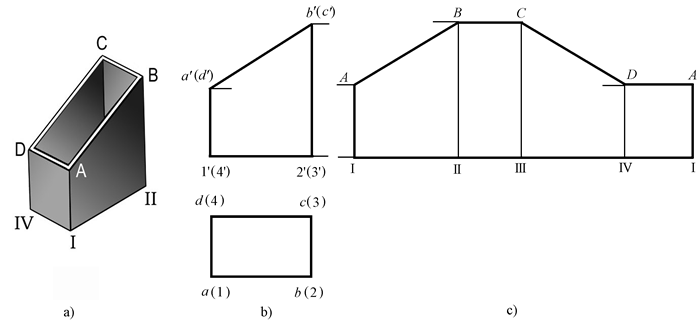 C
B
D
A
IV
II
I
a)
b′(c′)
a′(d′)
1′(4′)
2′(3′)
d(4)
c(3)
a(1)
b(2)
b)
B
C
A
D
A
I
II
III
IV
I
c)